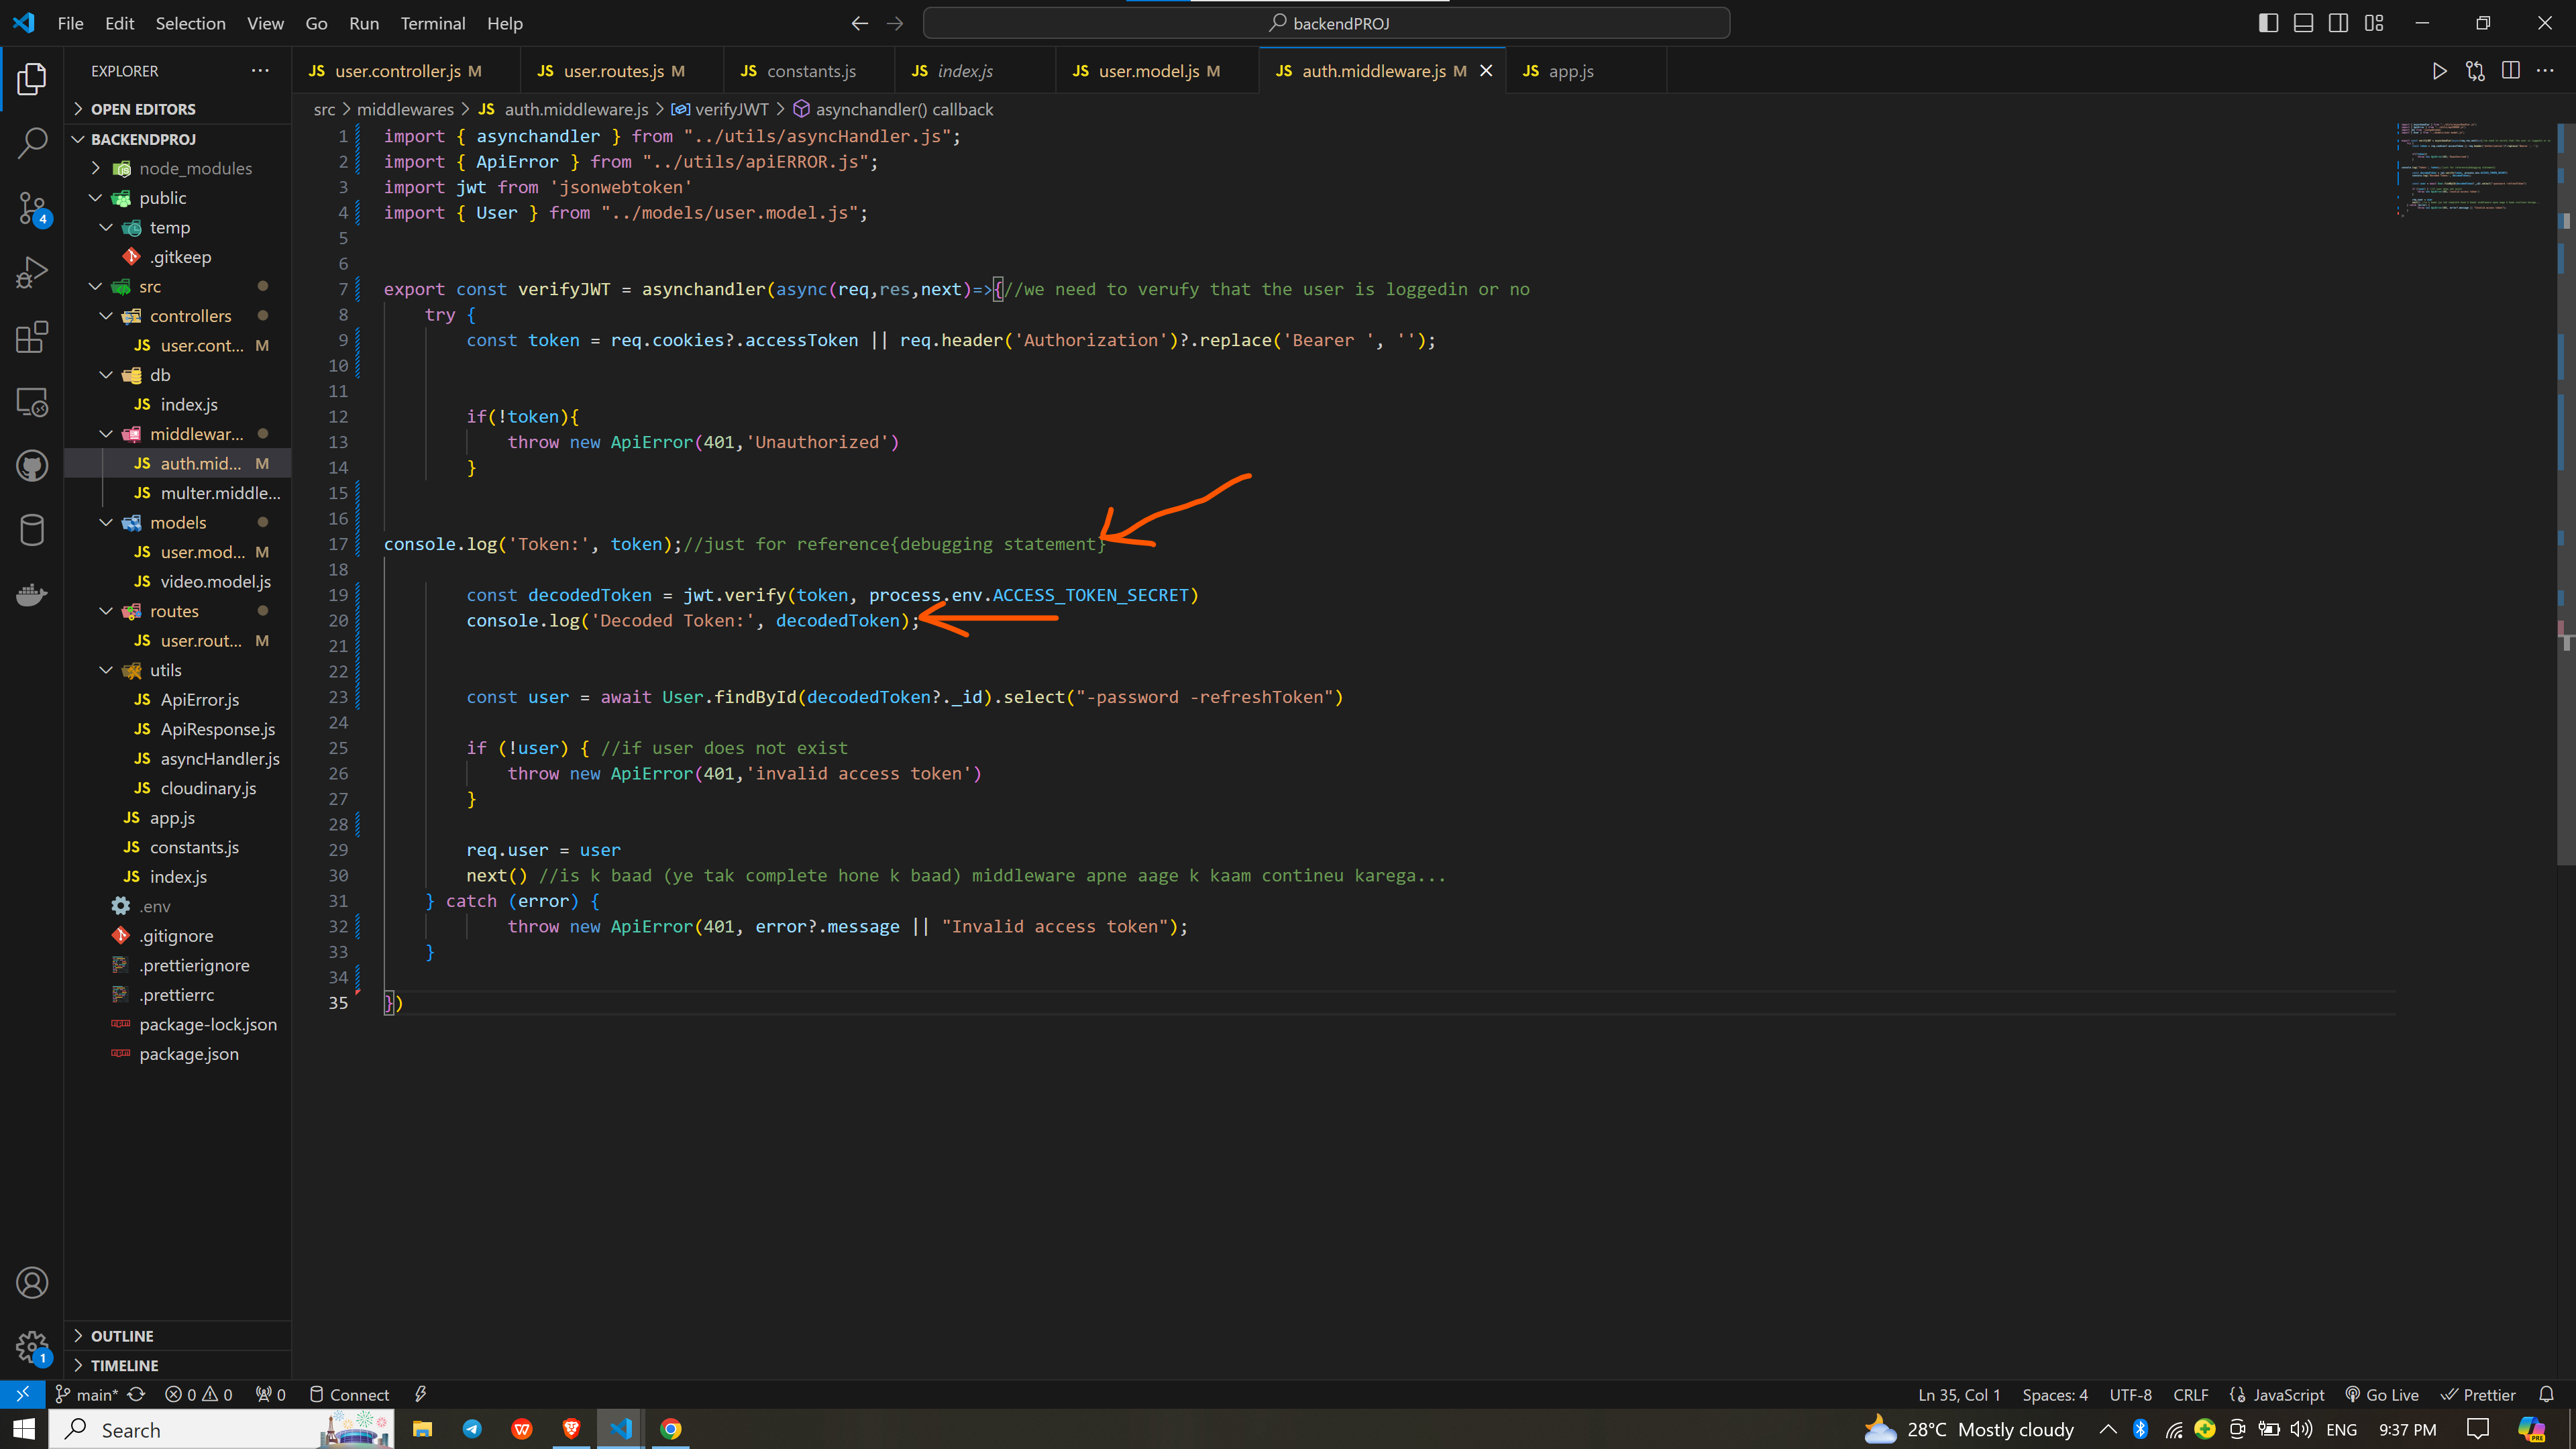 File Edit Selection View Go Run Terminal Help
backendPROJ
EXPLORER
OPEN EDITORS
BACKENDPROJ
node_modules
public
temp
.gitkeep
src
controllers
JS user.cont... M
db
JS index.js
middlewar...
JS auth.mid... M
JS multer.middle...
models
JS user.mod... M
JS video.model.js
routes
JS user.rout... M
utils
JS ApiError.js
JS ApiResponse.js
JS asyncHandler.js
JS cloudinary.js
JS app.js
JS constants.js
JS index.js
.env
.gitignore
.prettierignore
.prettierrc
package-lock.json
package.json
OUTLINE
TIMELINE
4
1
JS user.controller.js M JS user.routes.js M JS constants.js JS index.js JS user.model.js M JS auth.middleware.js M JS app.js
src > middlewares > JS auth.middleware.js > verifyJWT > asynchandler() callback
1 import { asynchandler } from "../utils/asyncHandler.js";
2 import { ApiError } from "../utils/apiERROR.js";
3 import jwt from 'jsonwebtoken'
4 import { User } from "../models/user.model.js";
5
6
7 export const verifyJWT = asynchandler(async(req,res,next)=>{//we need to verufy that the user is loggedin or no
8 try {
9 const token = req.cookies?.accessToken || req.header('Authorization')?.replace('Bearer ', '');
10
11
12 if(!token){
13 throw new ApiError(401,'Unauthorized')
14 }
15
16
17 console.log('Token:', token);//just for reference{debugging statement}
18
19 const decodedToken = jwt.verify(token, process.env.ACCESS_TOKEN_SECRET)
20 console.log('Decoded Token:', decodedToken);
21
22
23 const user = await User.findById(decodedToken?._id).select("-password -refreshToken")
24
25 if (!user) { //if user does not exist
26 throw new ApiError(401,'invalid access token')
27 }
28
29 req.user = user
30 next() //is k baad (ye tak complete hone k baad) middleware apne aage k kaam contineu karega...
31 } catch (error) {
32 throw new ApiError(401, error?.message || "Invalid access token");
33 }
34
35 })
main* 0 0 0 Connect
Ln 35, Col 1 Spaces: 4 UTF-8 CRLF JavaScript Go Live Prettier
Search
28°C Mostly cloudy ENG 9:37 PM
PRE